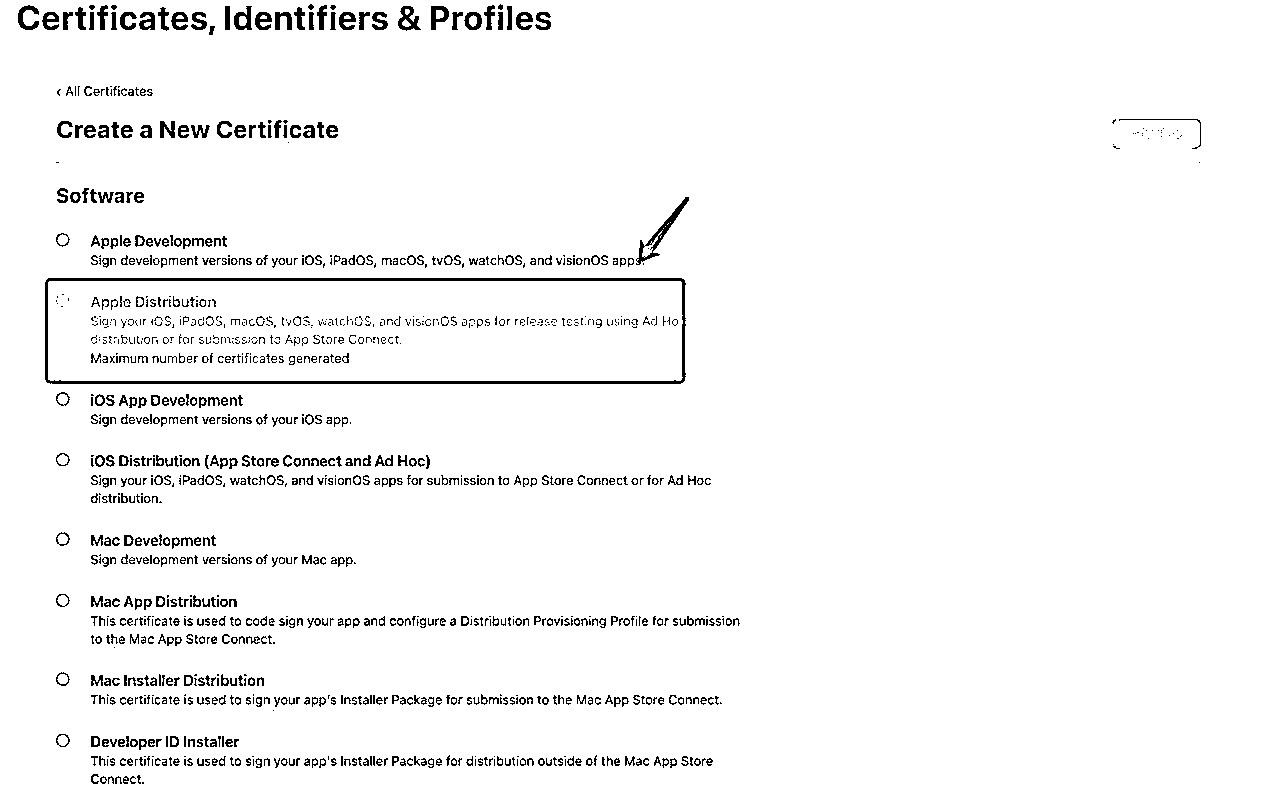 Certificates, Identifiers & Profiles
‹ All Certificates
Create a New Certificate
Software
Apple Development
Sign development versions of your iOS, iPadOS, macOS, tvOS, watchOS, and visionOS apps.
Apple Distribution
Sign your iOS, iPadOS, macOS, tvOS, watchOS, and visionOS apps for release testing using Ad Ho
distribution or for submission to App Store Connect.
Maximum number of certificates generated
iOS App Development
Sign development versions of your iOS app.
iOS Distribution (App Store Connect and Ad Hoc)
Sign your iOS, iPadOS, watchOS, and visionOS apps for submission to App Store Connect or for Ad Hoc
distribution.
Mac Development
Sign development versions of your Mac app.
Mac App Distribution
This certificate is used to code sign your app and configure a Distribution Provisioning Profile for submission
to the Mac App Store Connect.
Mac Installer Distribution
This certificate is used to sign your app's Installer Package for submission to the Mac App Store Connect.
Developer ID Installer
This certificate is used to sign your app's Installer Package for distribution outside of the Mac App Store
Connect.